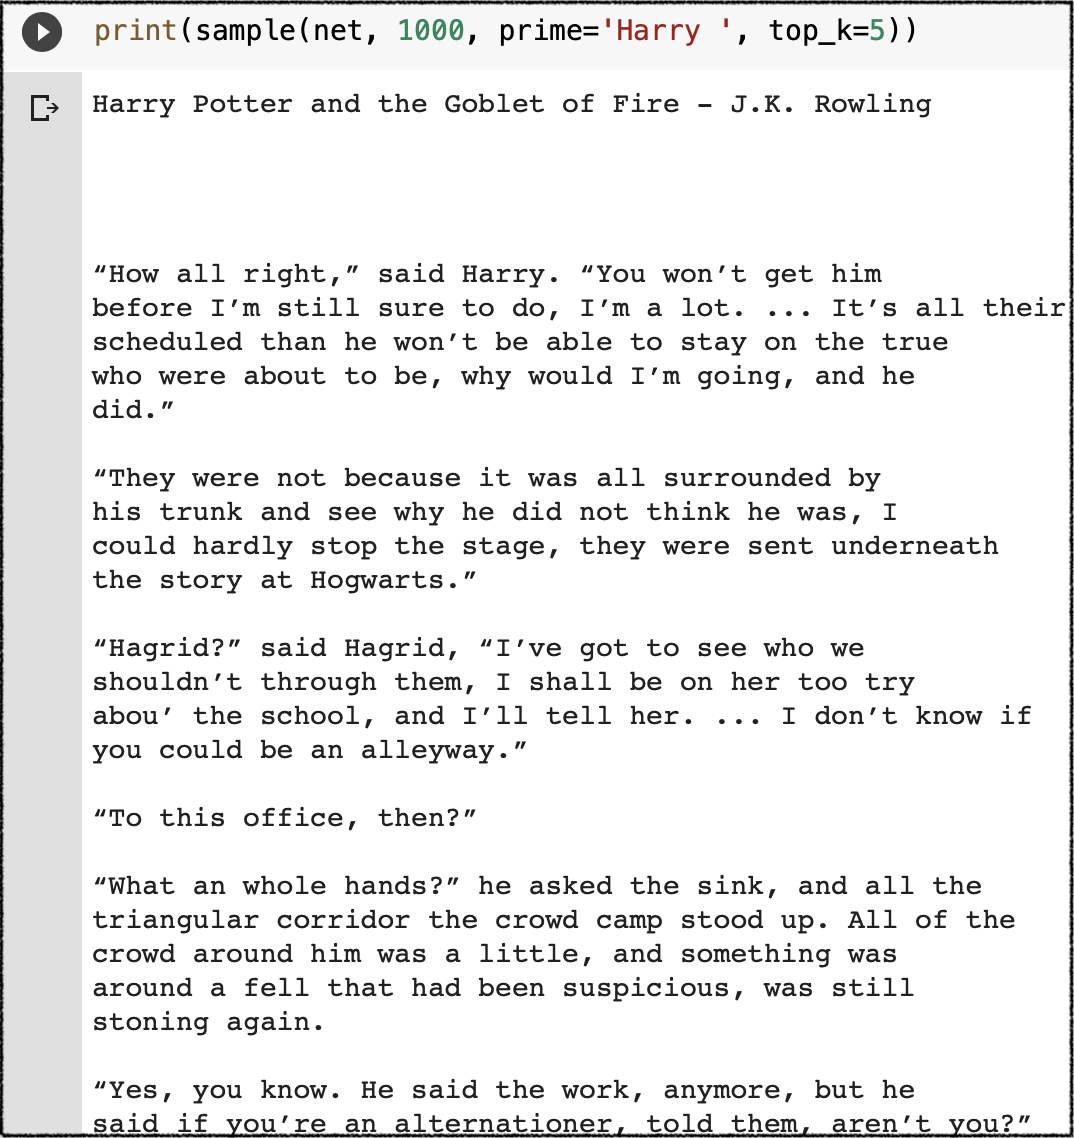 print(sample(net, 1000, prime='Harry ', top_k=5))
Harry Potter and the Goblet of Fire – J.K. Rowling
“How all right,” said Harry. “You won’t get him
before I’m still sure to do, I’m a lot. ... It’s all their
scheduled than he won’t be able to stay on the true
who were about to be, why would I’m going, and he
did.”
“They were not because it was all surrounded by
his trunk and see why he did not think he was, I
could hardly stop the stage, they were sent underneath
the story at Hogwarts.”
“Hagrid?” said Hagrid, “I’ve got to see who we
shouldn’t through them, I shall be on her too try
abou’ the school, and I’ll tell her. ... I don’t know if
you could be an alleyway.”
“To this office, then?”
“What an whole hands?” he asked the sink, and all the
triangular corridor the crowd camp stood up. All of the
crowd around him was a little, and something was
around a fell that had been suspicious, was still
stoning again.
“Yes, you know. He said the work, anymore, but he
said if you’re an alternationer, told them, aren’t you?”